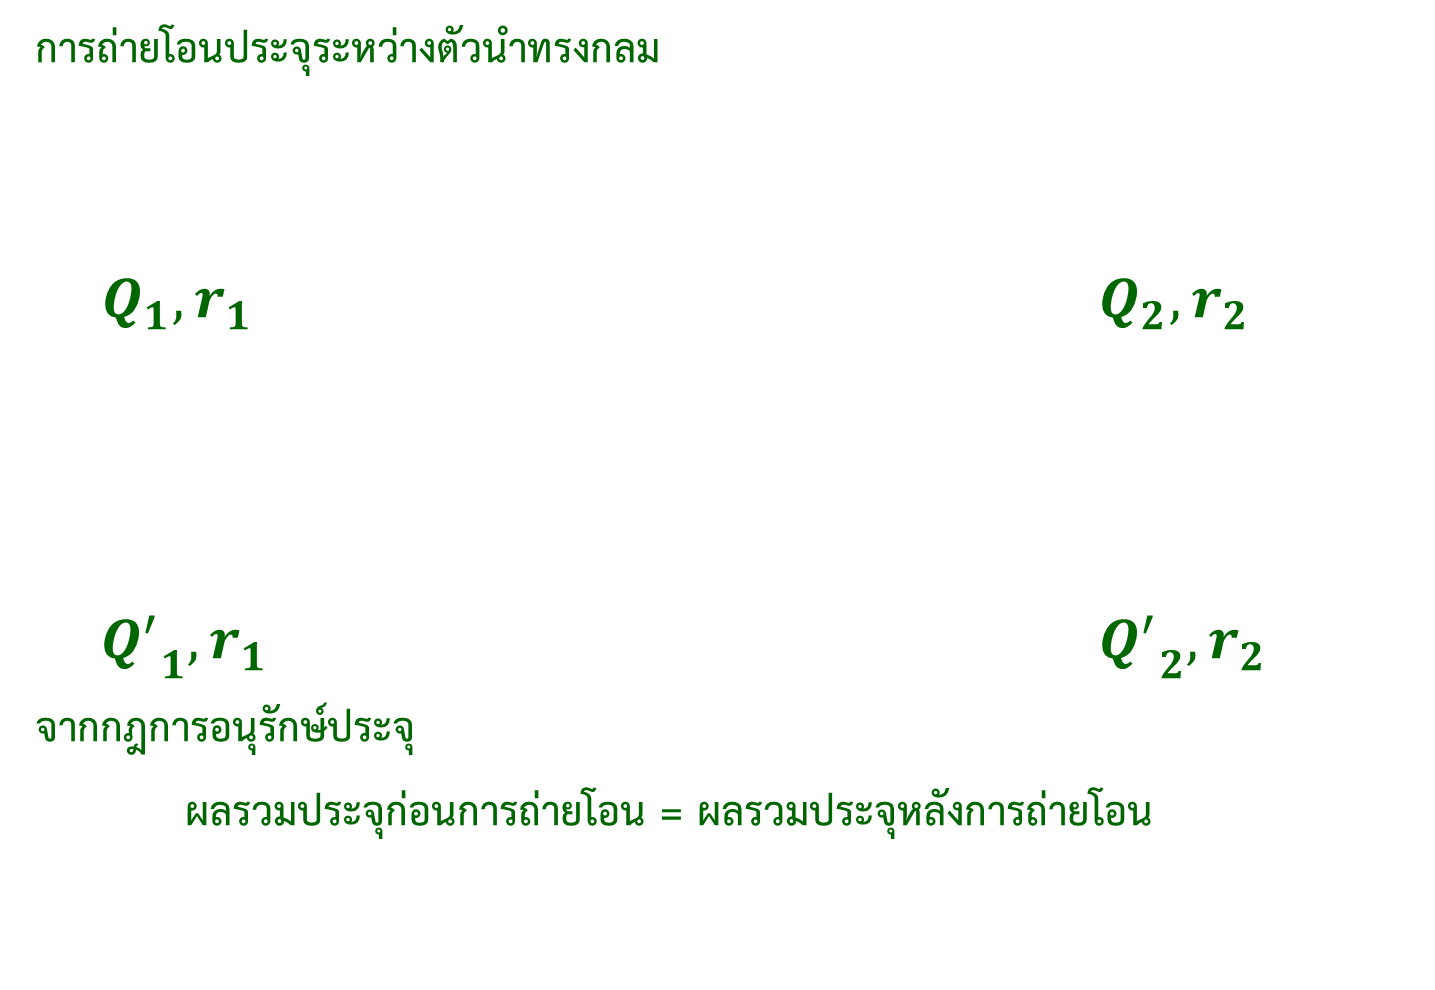 การถ่ายโอนประจุระหว่างตัวนำทรงกลม
Q₁, r₁ Q₂, r₂
Q′₁, r₁ Q′₂, r₂
จากกฎการอนุรักษ์ประจุ
ผลรวมประจุก่อนการถ่ายโอน = ผลรวมประจุหลังการถ่ายโอน